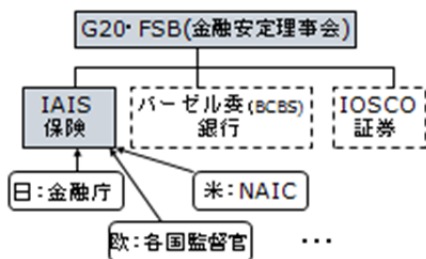 G20・FSB(金融安定理事会)
IAIS
保険
バーゼル委(BCBS)
銀行
IOSCO
証券
日:金融庁
米:NAIC
欧:各国監督官
…